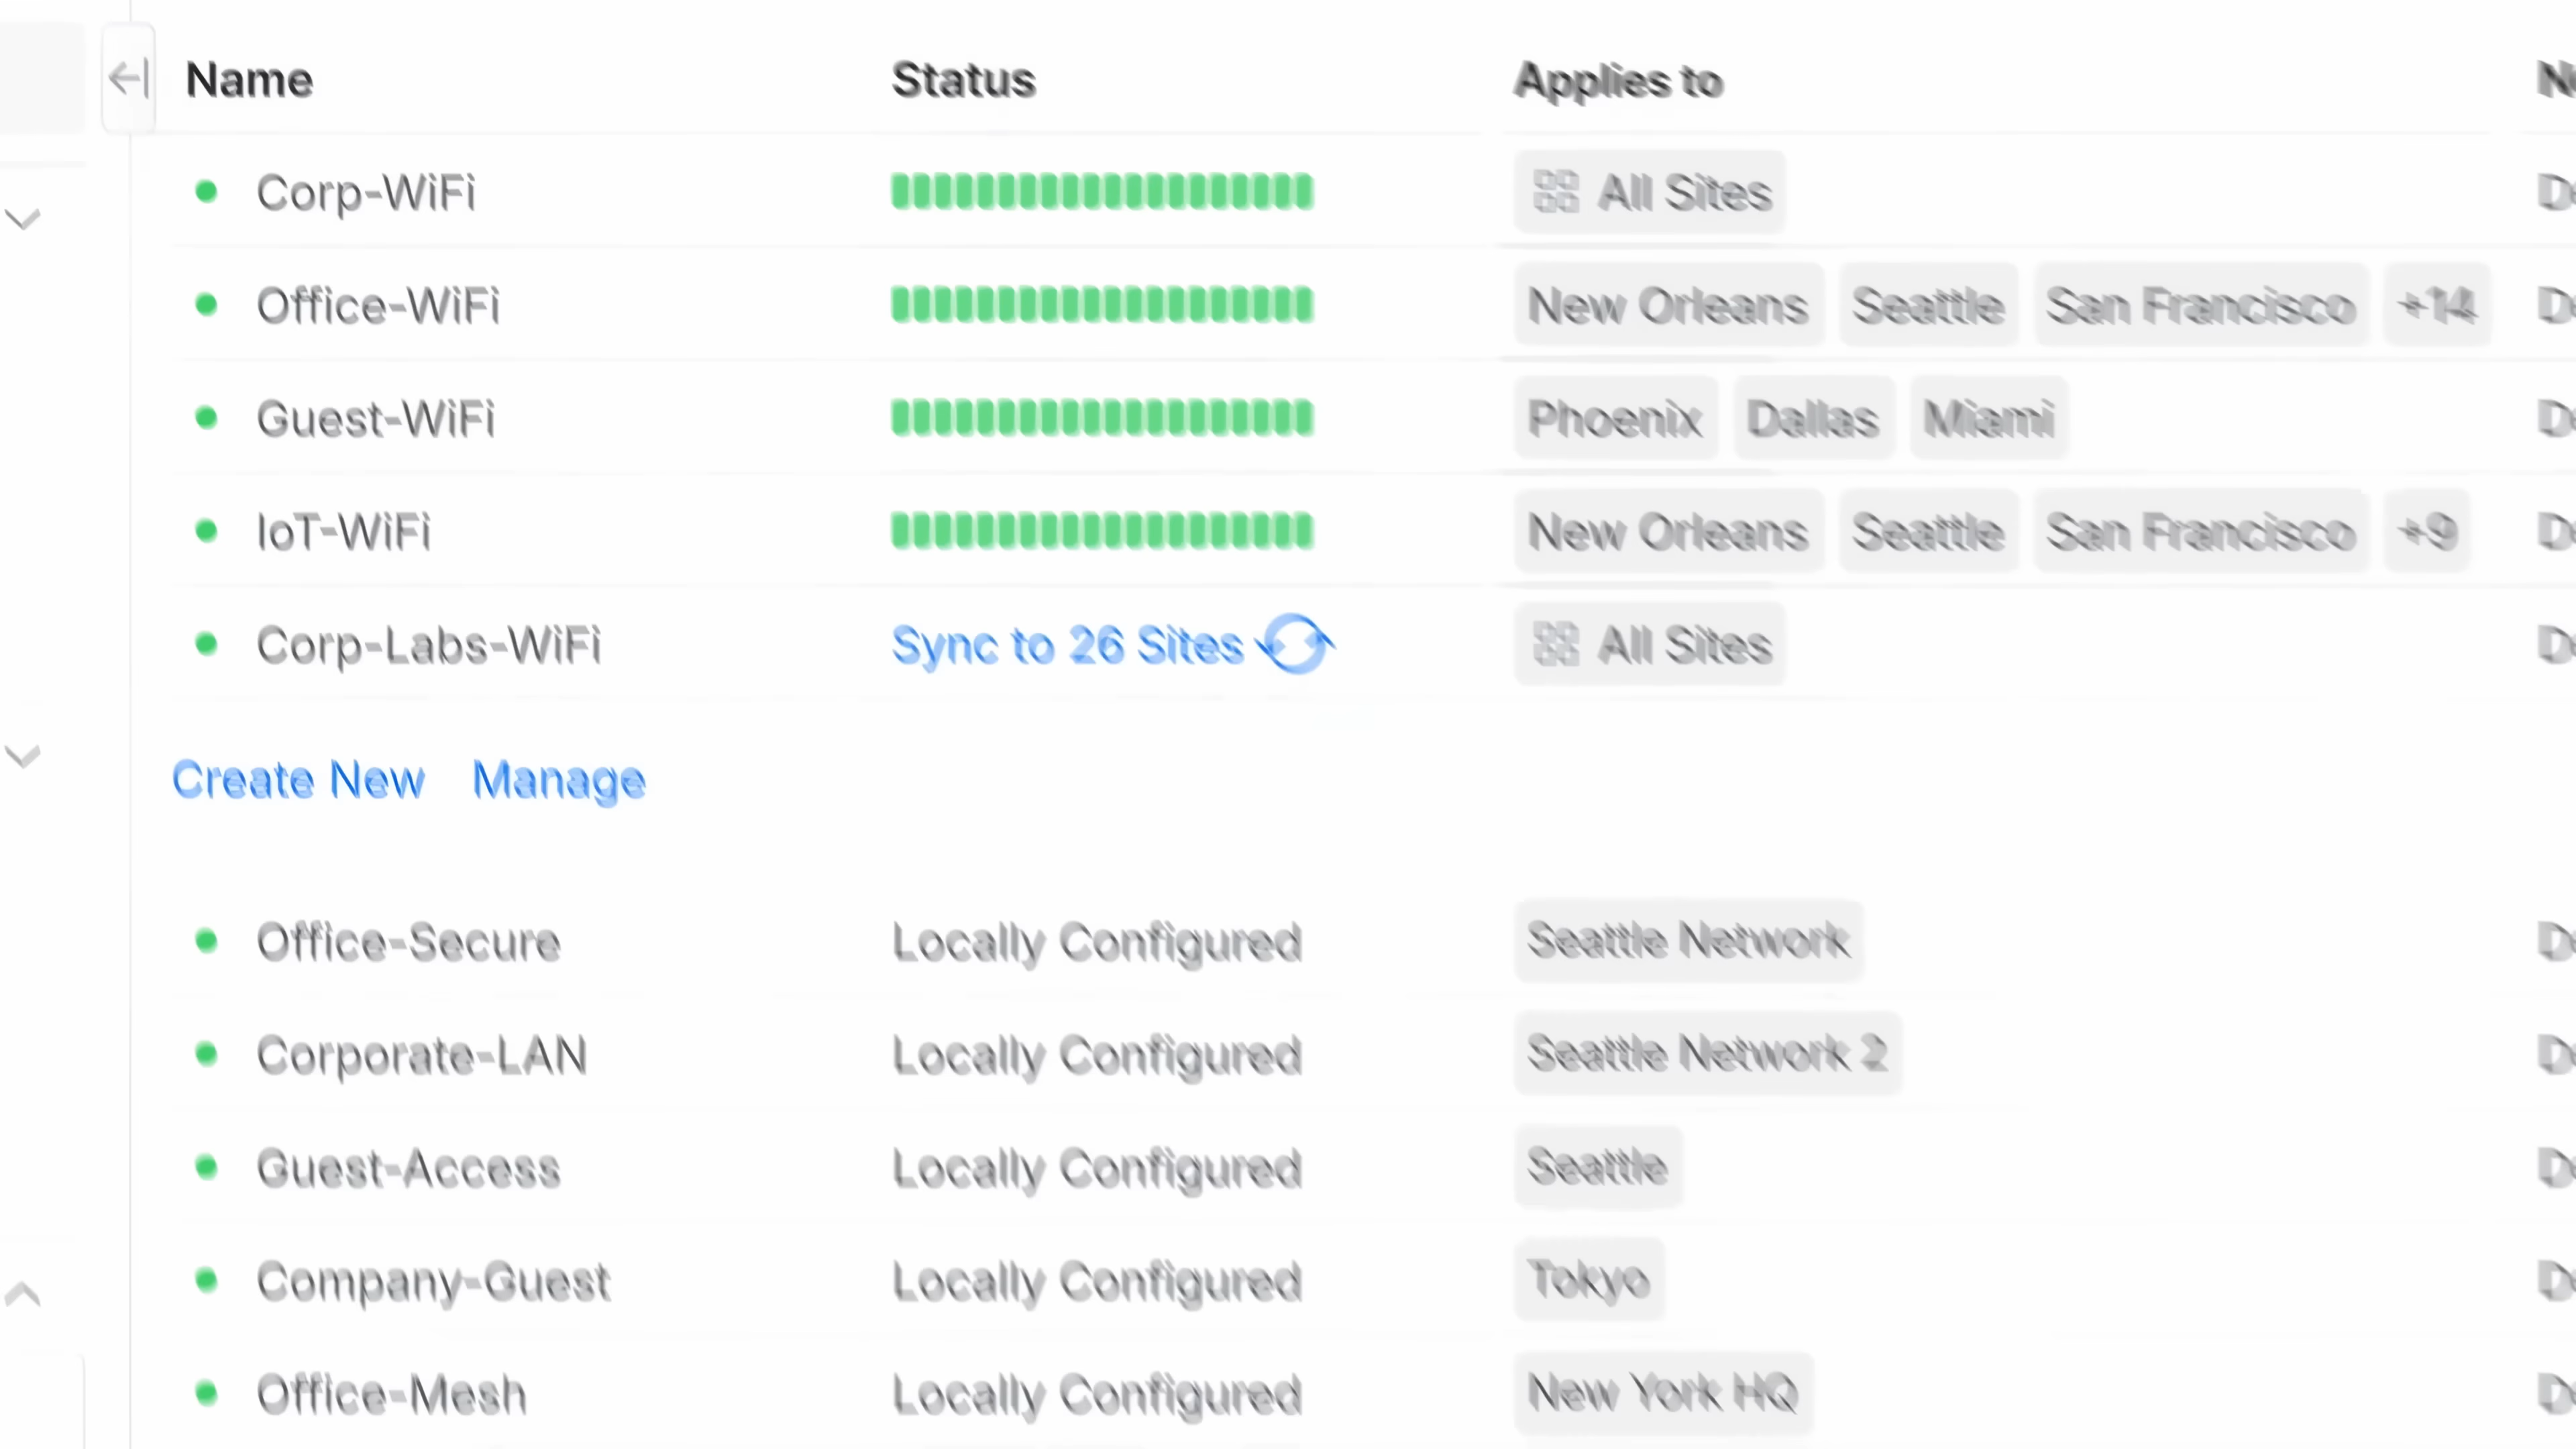 Name Status Applies to
Corp-WiFi All Sites
Office-WiFi New Orleans Seattle San Francisco +14
Guest-WiFi Phoenix Dallas Miami
IoT-WiFi New Orleans Seattle San Francisco +9
Corp-Labs-WiFi Sync to 26 Sites All Sites
Create New Manage
Office-Secure Locally Configured Seattle Network
Corporate-LAN Locally Configured Seattle Network 2
Guest-Access Locally Configured Seattle
Company-Guest Locally Configured Tokyo
Office-Mesh Locally Configured New York HQ